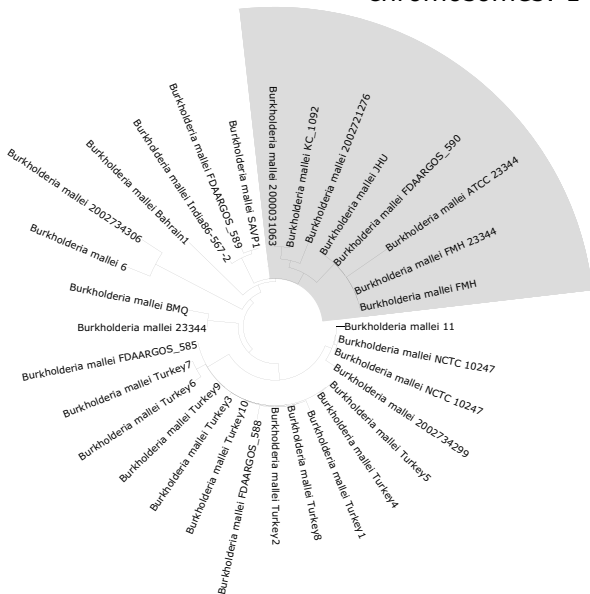 Burkholderia mallei 2000031063
Burkholderia mallei KC_1092
Burkholderia mallei 2002721276
Burkholderia mallei JHU
Burkholderia mallei FDAARGOS_590
Burkholderia mallei ATCC 23344
Burkholderia mallei FMH 23344
Burkholderia mallei FMH
Burkholderia mallei 11
Burkholderia mallei NCTC 10247
Burkholderia mallei NCTC 10247
Burkholderia mallei 2002734299
Burkholderia mallei Turkey5
Burkholderia mallei Turkey4
Burkholderia mallei Turkey1
Burkholderia mallei Turkey8
Burkholderia mallei Turkey2
Burkholderia mallei FDAARGOS_588
Burkholderia mallei Turkey10
Burkholderia mallei Turkey3
Burkholderia mallei Turkey9
Burkholderia mallei Turkey6
Burkholderia mallei Turkey7
Burkholderia mallei FDAARGOS_585
Burkholderia mallei 23344
Burkholderia mallei BMQ
Burkholderia mallei 6
Burkholderia mallei 2002734306
Burkholderia mallei Bahrain1
Burkholderia mallei India86-567-2
Burkholderia mallei FDAARGOS_589
Burkholderia mallei SAVP1